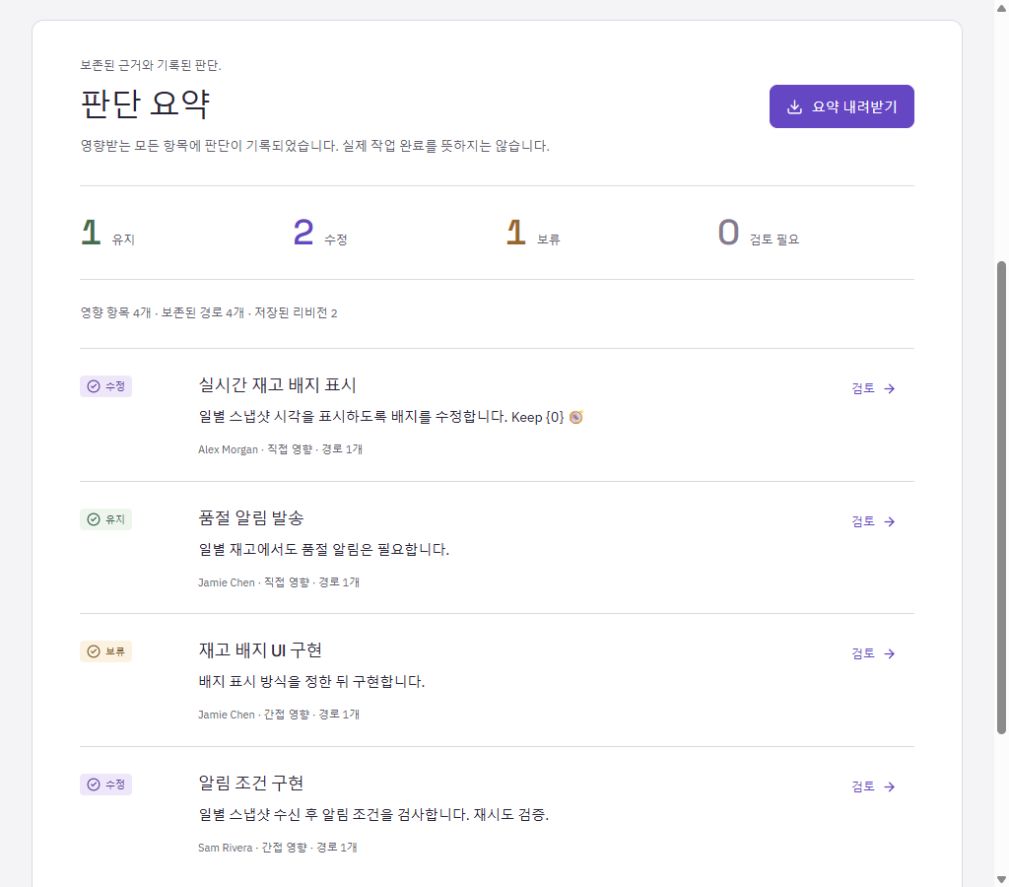 보존된 근거와 기록된 판단.
판단 요약
요약 내려받기
영향받는 모든 항목에 판단이 기록되었습니다. 실제 작업 완료를 뜻하지는 않습니다.
1 유지
2 수정
1 보류
0 검토 필요
영향 항목 4개 · 보존된 경로 4개 · 저장된 리비전 2
수정
실시간 재고 배지 표시
검토 →
일별 스냅샷 시각을 표시하도록 배지를 수정합니다. Keep {0} 🧭
Alex Morgan · 직접 영향 · 경로 1개
유지
품절 알림 발송
검토 →
일별 재고에서도 품절 알림은 필요합니다.
Jamie Chen · 직접 영향 · 경로 1개
보류
재고 배지 UI 구현
검토 →
배지 표시 방식을 정한 뒤 구현합니다.
Jamie Chen · 간접 영향 · 경로 1개
수정
알림 조건 구현
검토 →
일별 스냅샷 수신 후 알림 조건을 검사합니다. 재시도 검증.
Sam Rivera · 간접 영향 · 경로 1개